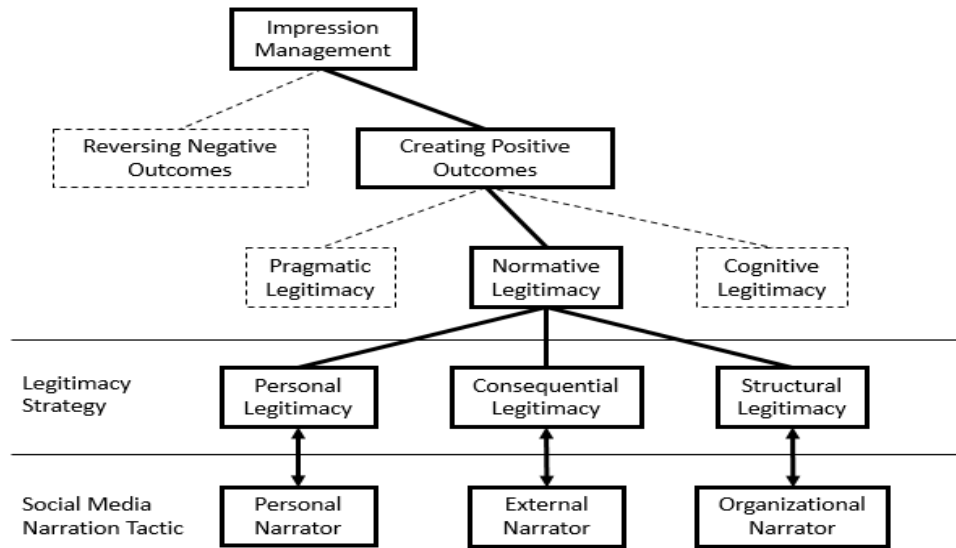 Impression
Management
Reversing Negative
Outcomes
Creating Positive
Outcomes
Pragmatic
Legitimacy
Normative
Legitimacy
Cognitive
Legitimacy
Legitimacy
Strategy
Personal
Legitimacy
Consequential
Legitimacy
Structural
Legitimacy
Social Media
Narration Tactic
Personal
Narrator
External
Narrator
Organizational
Narrator